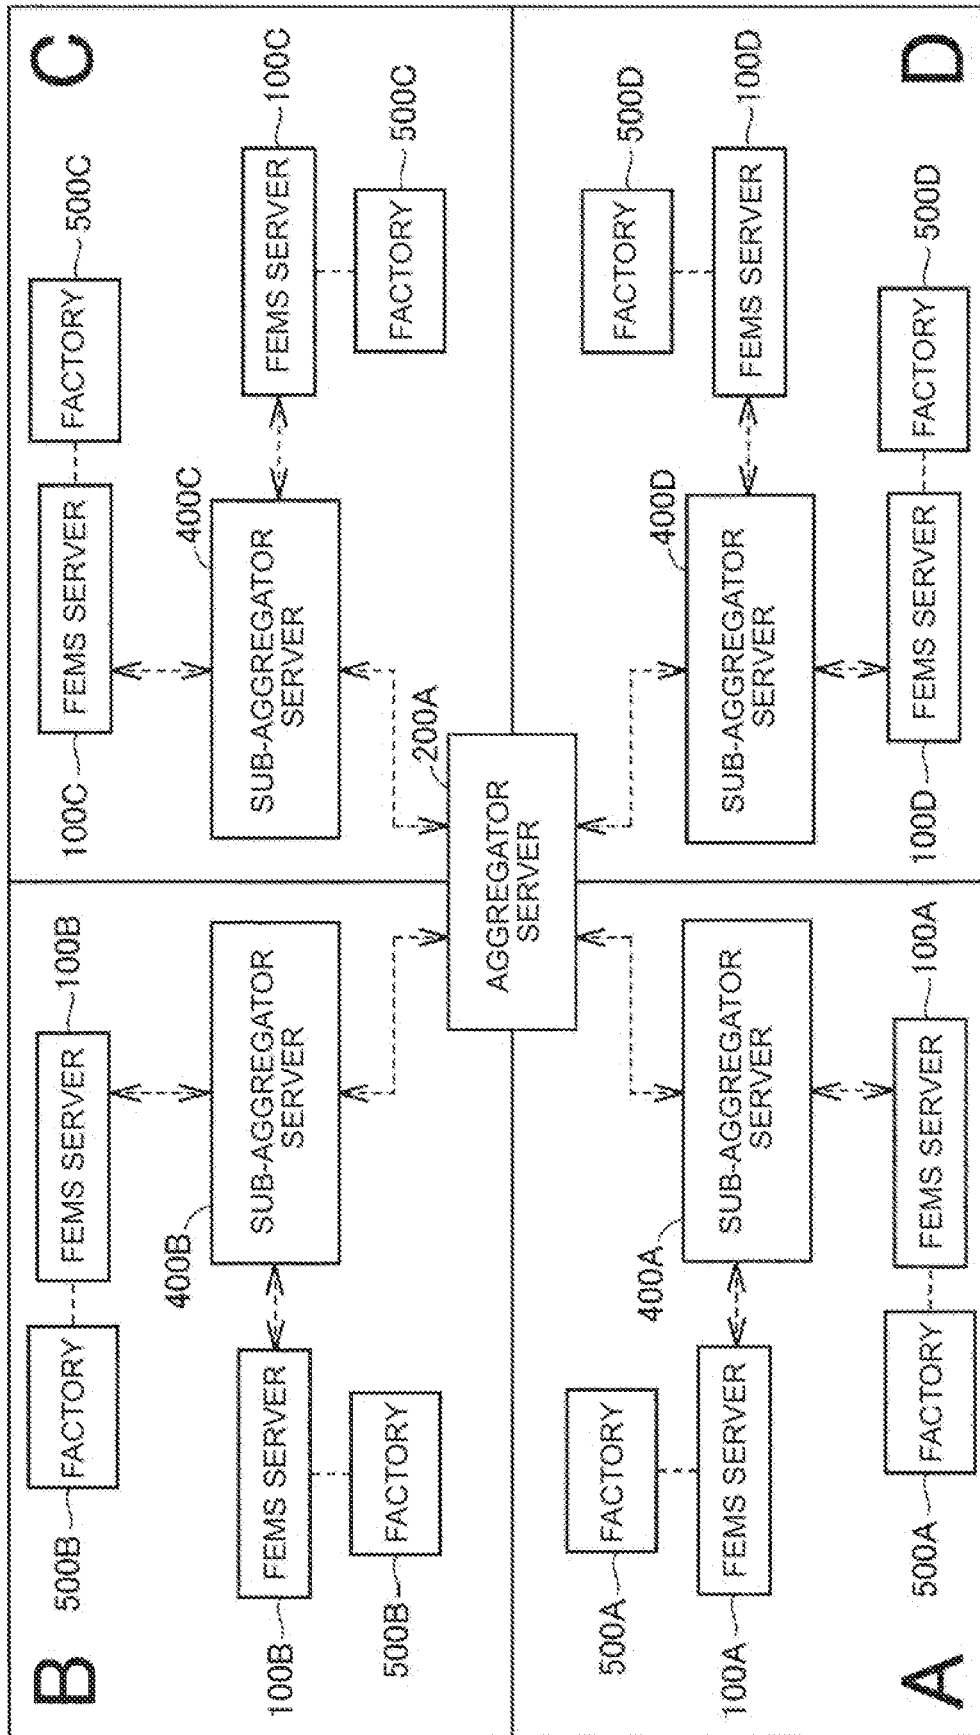 B
500B
FACTORY
FEMS SERVER
100B
100B
FEMS SERVER
500B
FACTORY
400B
SUB-AGGREGATOR
SERVER
C
100C
FEMS SERVER
FACTORY
500C
400C
SUB-AGGREGATOR
SERVER
FEMS SERVER
100C
FACTORY
500C
AGGREGATOR
SERVER
200A
A
500A
FACTORY
100A
FEMS SERVER
400A
SUB-AGGREGATOR
SERVER
500A
FACTORY
FEMS SERVER
100A
D
FACTORY
500D
FEMS SERVER
100D
400D
SUB-AGGREGATOR
SERVER
100D
FEMS SERVER
FACTORY
500D